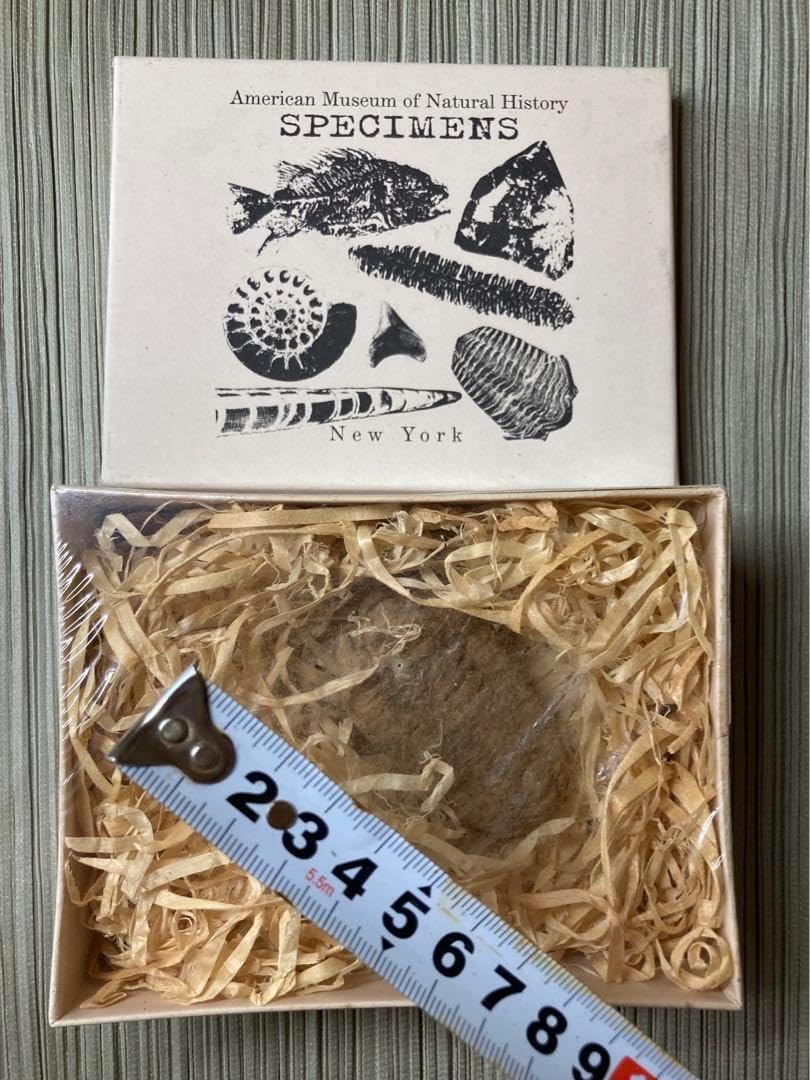 American Museum of Natural History
SPECIMENS
New York
2 3 4 5 6 7 8 9
5.5m